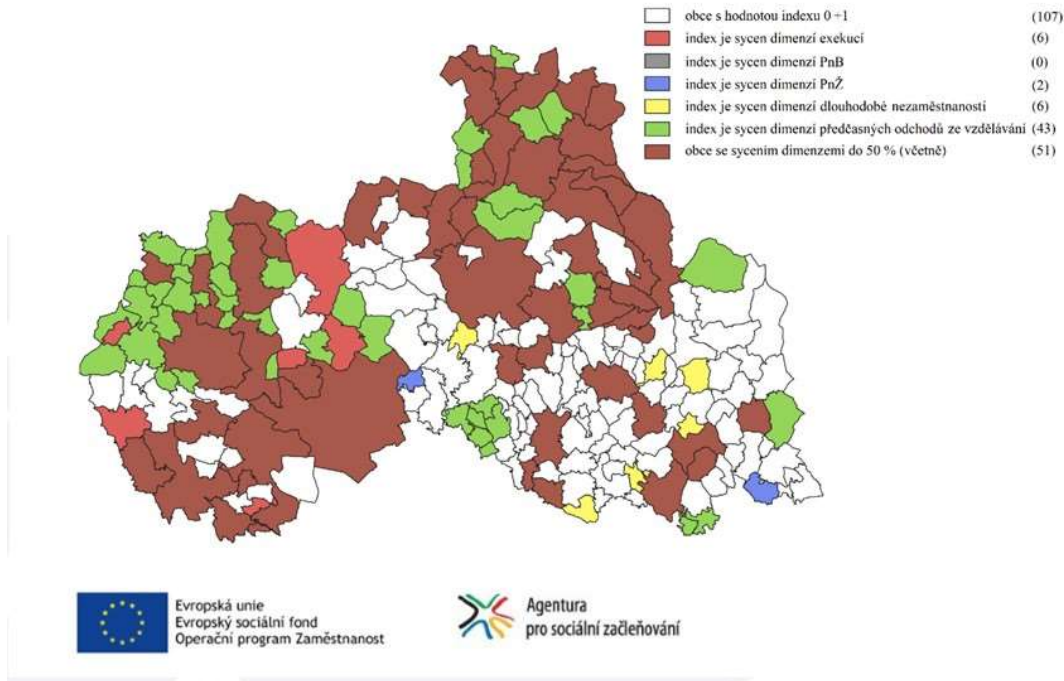 obce s hodnotou indexu 0 +1 (107)
index je sycen dimenzí exekucí (6)
index je sycen dimenzí PnB (0)
index je sycen dimenzí PnŽ (2)
index je sycen dimenzí dlouhodobé nezaměstnanosti (6)
index je sycen dimenzí předčasných odchodů ze vzdělávání (43)
obce se sycením dimenzemi do 50 % (včetně) (51)
Evropská unie
Evropský sociální fond
Operační program Zaměstnanost
Agentura
pro sociální začleňování